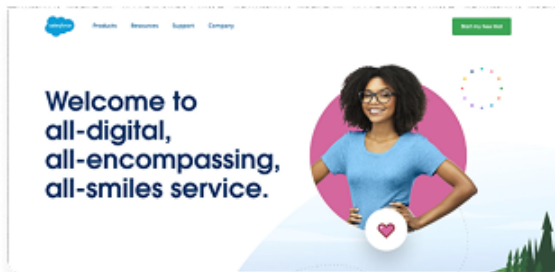 salesforce
Products Resources Support Company
Start my free trial
Welcome to
all-digital,
all-encompassing,
all-smiles service.